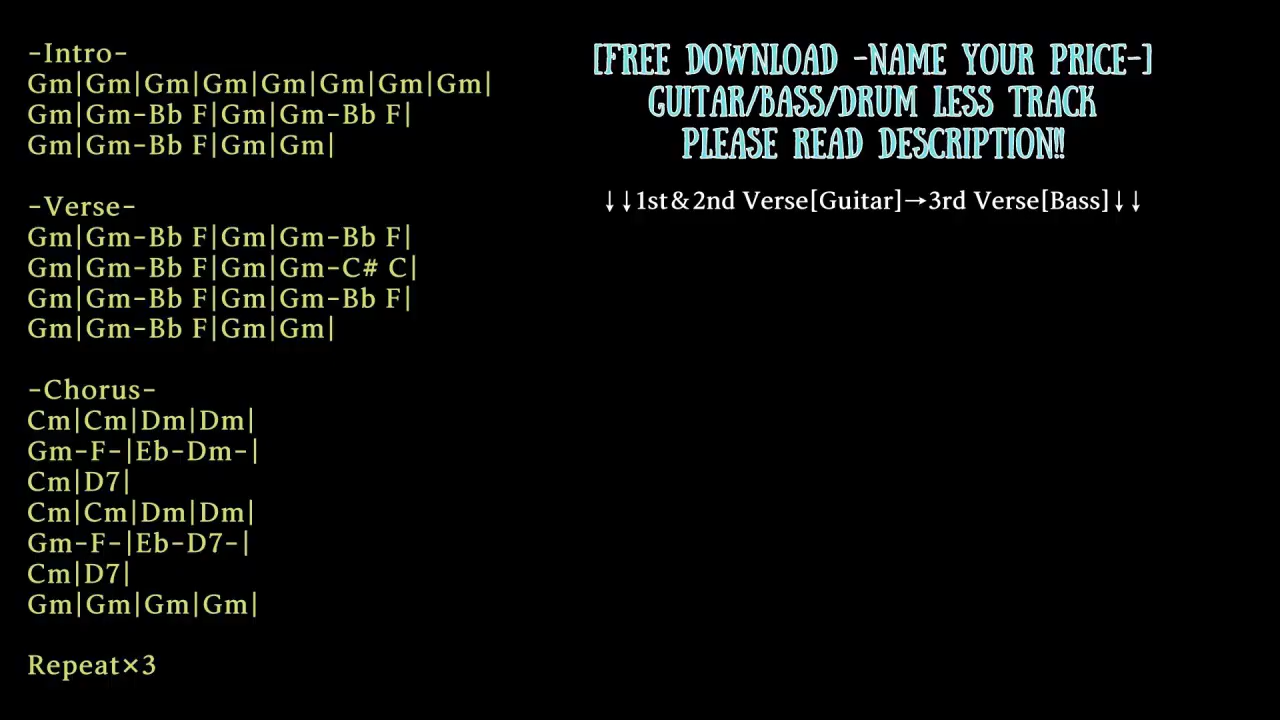 -Intro-
Gm|Gm|Gm|Gm|Gm|Gm|Gm|Gm|
Gm|Gm-Bb F|Gm|Gm-Bb F|
Gm|Gm-Bb F|Gm|Gm|
-Verse-
Gm|Gm-Bb F|Gm|Gm-Bb F|
Gm|Gm-Bb F|Gm|Gm-C# C|
Gm|Gm-Bb F|Gm|Gm-Bb F|
Gm|Gm-Bb F|Gm|Gm|
-Chorus-
Cm|Cm|Dm|Dm|
Gm-F-|Eb-Dm-|
Cm|D7|
Cm|Cm|Dm|Dm|
Gm-F-|Eb-D7-|
Cm|D7|
Gm|Gm|Gm|Gm|
Repeat×3
[FREE DOWNLOAD -NAME YOUR PRICE-]
GUITAR/BASS/DRUM LESS TRACK
PLEASE READ DESCRIPTION!!
↓↓1st&2nd Verse[Guitar]→3rd Verse[Bass]↓↓